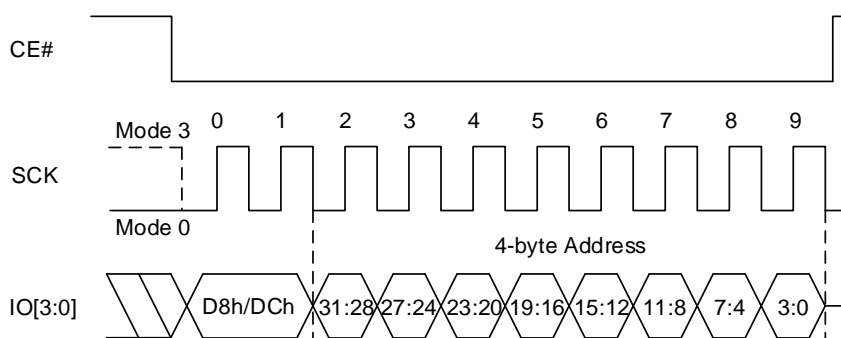 CE#
Mode 3 0 1 2 3 4 5 6 7 8 9
SCK
Mode 0
4-byte Address
IO[3:0] D8h/DCh 31:28 27:24 23:20 19:16 15:12 11:8 7:4 3:0